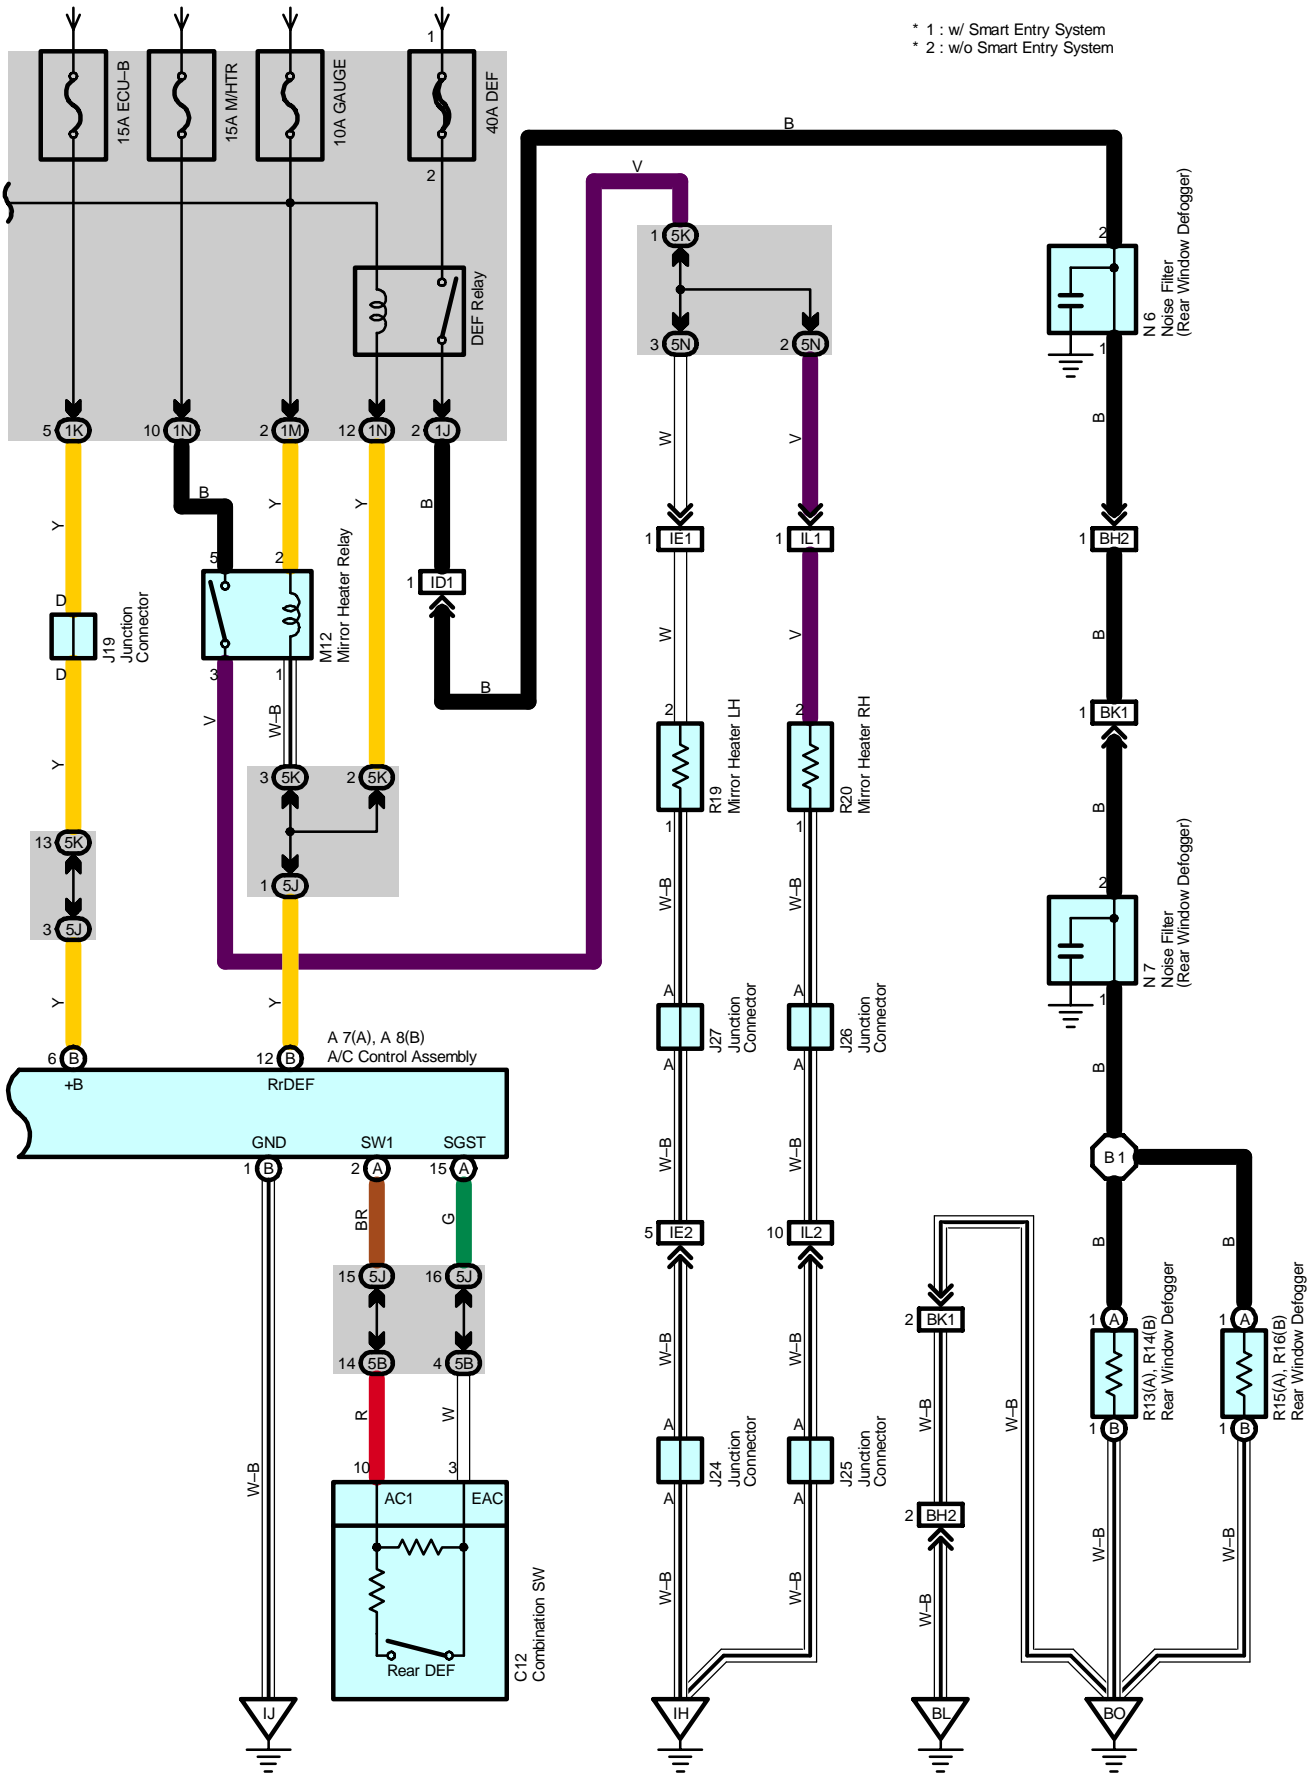 * 1 : w/ Smart Entry System
* 2 : w/o Smart Entry System
15A ECU–B
15A M/HTR
10A GAUGE
40A DEF
1
2
DEF Relay
5 1K
10 1N
2 1M
12 1N
2 1J
B
V
1 5K
3 5N
2 5N
2
N 6
Noise Filter
(Rear Window Defogger)
1
Y
B
Y
Y
B
W
V
B
5
2
M12
Mirror Heater Relay
3
1
1 ID1
1 IE1
1 IL1
1 BH2
D
J19
Junction
Connector
D
V
W–B
B
W
V
B
1 BK1
Y
3 5K
2 5K
1 5J
13 5K
3 5J
2
R19
Mirror Heater LH
1
2
R20
Mirror Heater RH
1
B
2
N 7
Noise Filter
(Rear Window Defogger)
1
W–B
W–B
Y
Y
A
J27
Junction
Connector
A
A
J26
Junction
Connector
A
B
A 7(A), A 8(B)
A/C Control Assembly
6 B
12 B
+B
RrDEF
GND
SW1
SGST
1 B
2 A
15 A
W–B
W–B
B 1
BR
G
5 IE2
10 IL2
B
B
15 5J
16 5J
14 5B
4 5B
R
W
W–B
W–B
2 BK1
1 A
R13(A), R14(B)
Rear Window Defogger
1 B
1 A
R15(A), R16(B)
Rear Window Defogger
1 B
W–B
W–B
W–B
A
J24
Junction
Connector
A
A
J25
Junction
Connector
A
10
3
AC1
EAC
Rear DEF
C12
Combination SW
2 BH2
W–B
W–B
W–B
W–B
W–B
IJ
IH
BL
BO